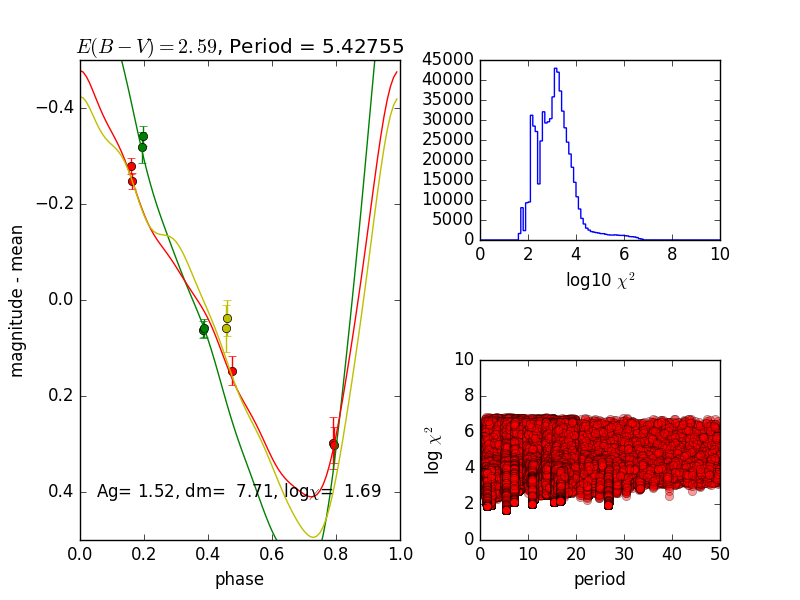 E(B−V)=2.59, Period = 5.42755
−0.4
−0.2
0.0
0.2
0.4
magnitude - mean
Ag= 1.52, dm=  7.71, logχ=  1.69
0.0 0.2 0.4 0.6 0.8 1.0
phase
45000
40000
35000
30000
25000
20000
15000
10000
5000
0
0 2 4 6 8 10
log10 χ²
10
8
6
4
2
0
log χ²
0 10 20 30 40 50
period